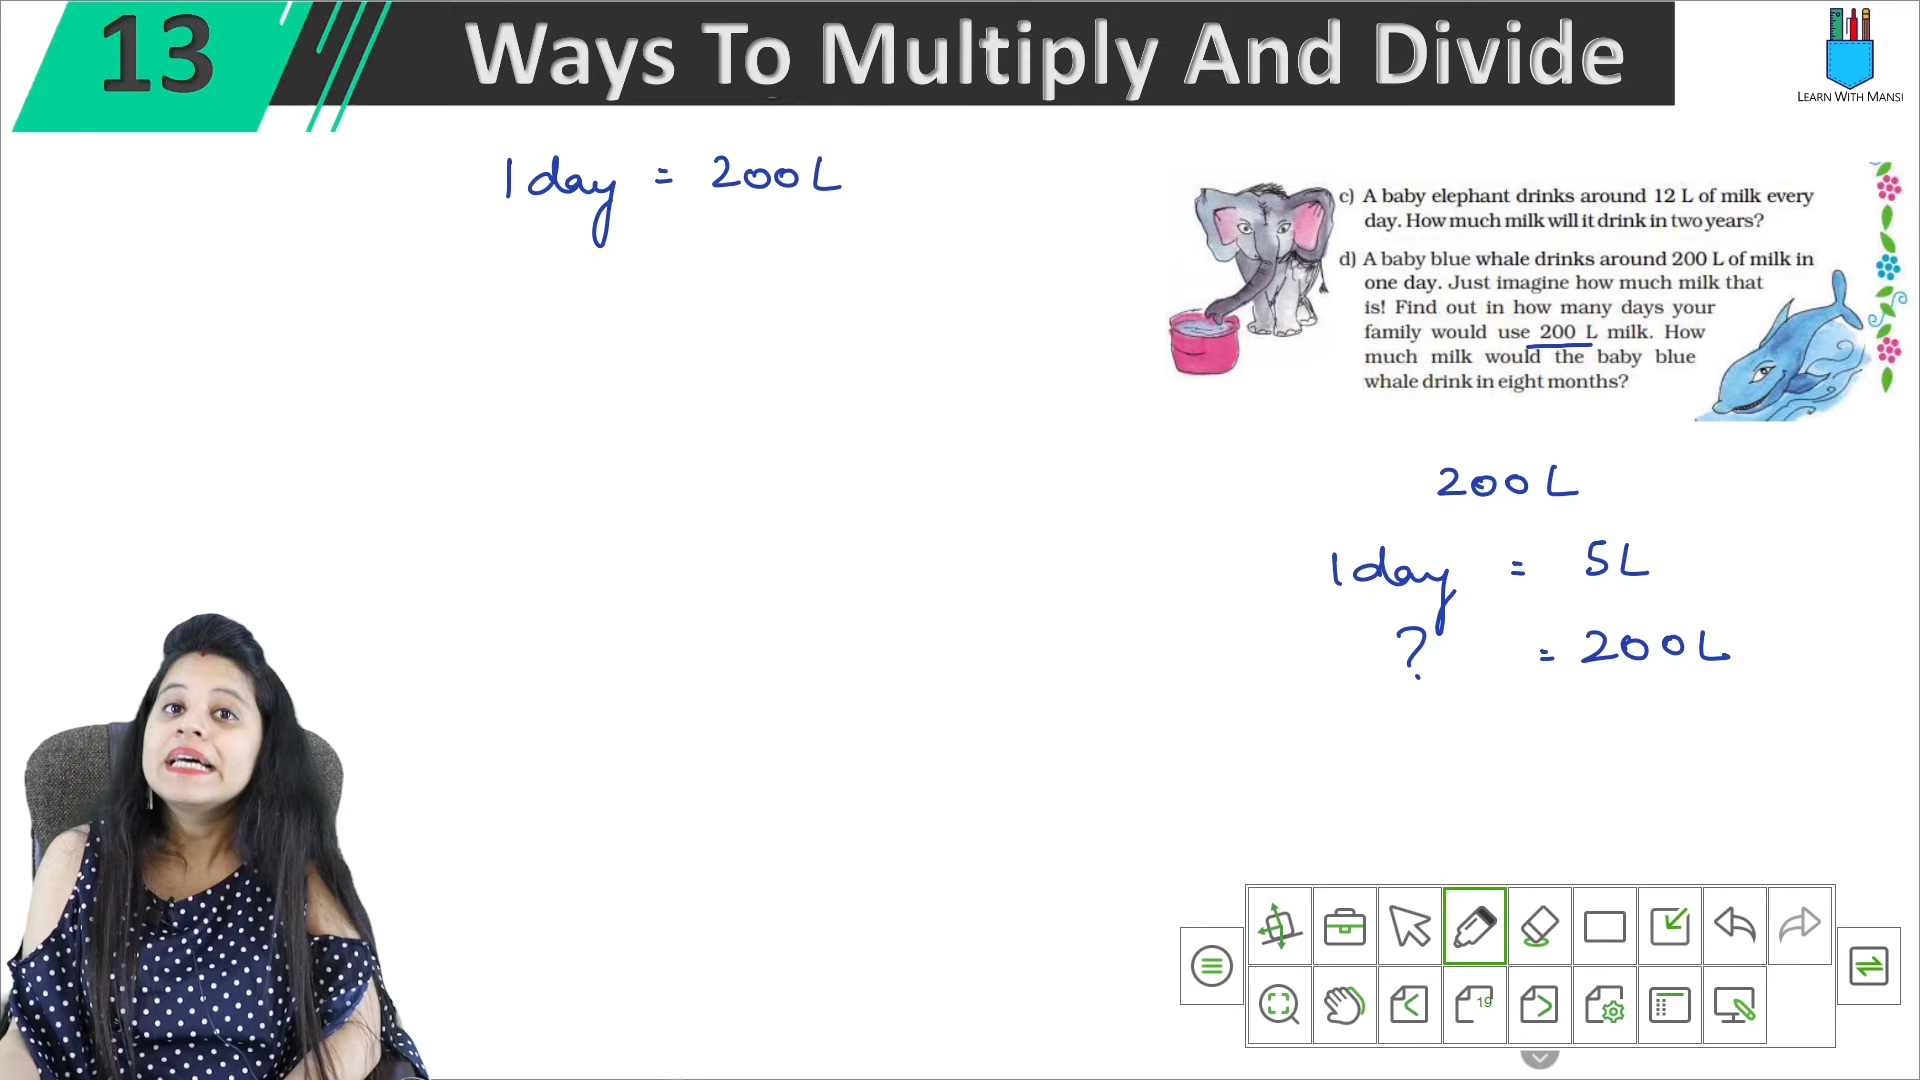 13
Ways To Multiply And Divide
LEARN WITH MANSI
1 day = 200 L
c) A baby elephant drinks around 12 L of milk every
day. How much milk will it drink in two years?
d) A baby blue whale drinks around 200 L of milk in
one day. Just imagine how much milk that
is! Find out in how many days your
family would use 200 L milk. How
much milk would the baby blue
whale drink in eight months?
200 L
1 day = 5 L
? = 200 L
19